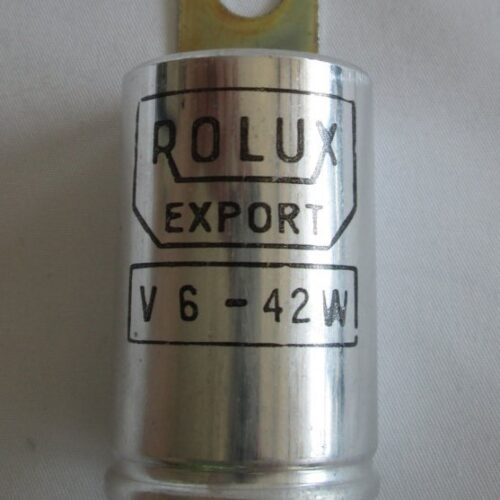 ROLUX
EXPORT
V 6 - 42 W